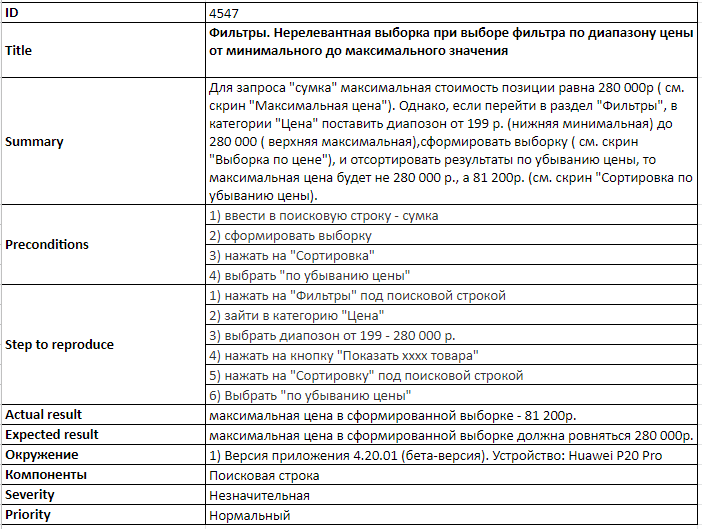 ID
4547
Title
Фильтры. Нерелевантная выборка при выборе фильтра по диапазону цены
от минимального до максимального значения
Summary
Для запроса "сумка" максимальная стоимость позиции равна 280 000р ( см.
скрин "Максимальная цена"). Однако, если перейти в раздел "Фильтры", в
категории "Цена" поставить диапозон от 199 р. (нижняя минимальная) до
280 000 ( верхняя максимальная),сформировать выборку ( см. скрин
"Выборка по цене"), и отсортировать результаты по убыванию цены, то
максимальная цена будет не 280 000 р., а 81 200р. (см. скрин "Сортировка по
убыванию цены).
Preconditions
1) ввести в поисковую строку - сумка
2) сформировать выборку
3) нажать на "Сортировка"
4) выбрать "по убыванию цены"
Step to reproduce
1) нажать на "Фильтры" под поисковой строкой
2) зайти в категорию "Цена"
3) выбрать диапозон от 199 - 280 000 р.
4) нажать на кнопку "Показать хххх товара"
5) нажать на "Сортировку" под поисковой строкой
6) Выбрать "по убыванию цены"
Actual result
максимальная цена в сформированной выборке - 81 200р.
Expected result
максимальная цена в сформированной выборке должна ровняться 280 000р.
Окружение
1) Версия приложения 4.20.01 (бета-версия). Устройство: Huawei P20 Pro
Компоненты
Поисковая строка
Severity
Незначительная
Priority
Нормальный